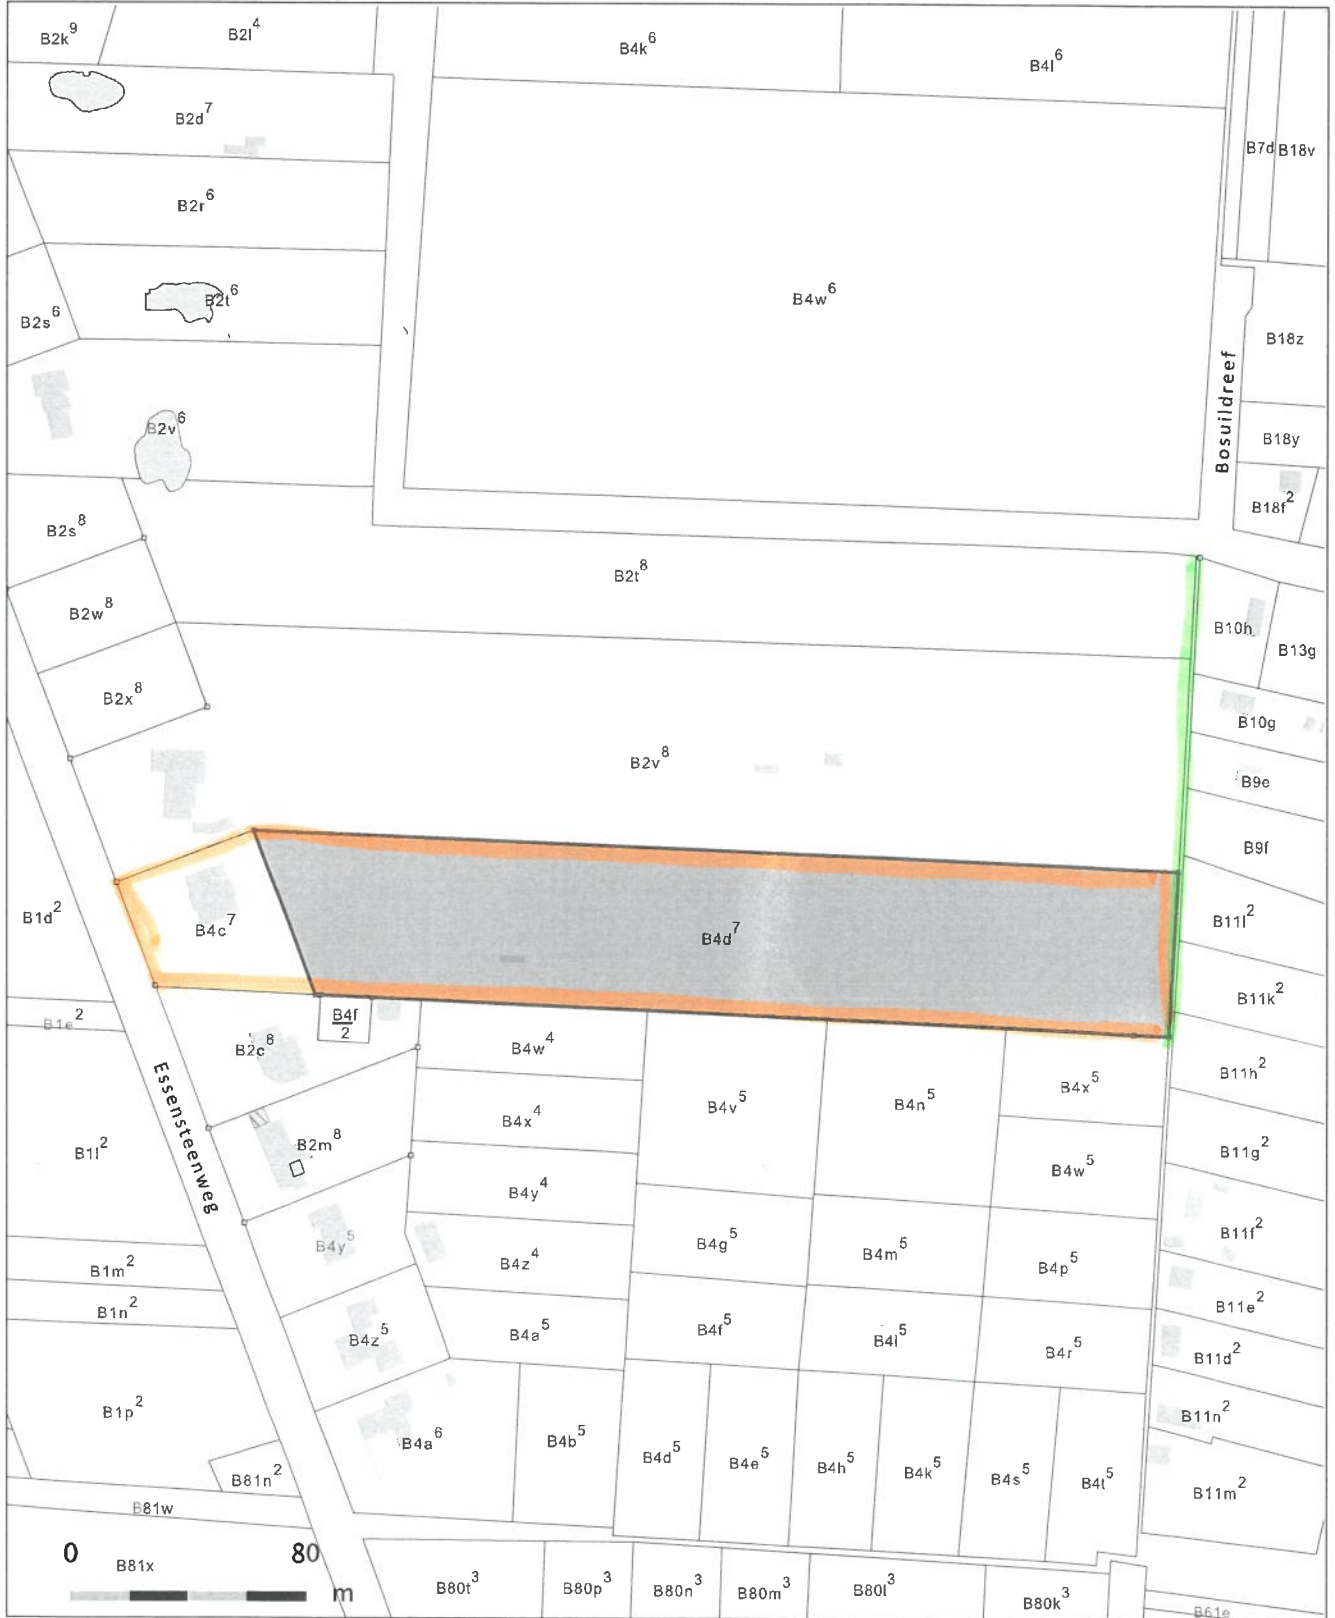 B2k⁹
B2l⁴
B4k⁶
B4l⁶
B2d⁷
B7d
B18v
B2r⁶
B2t⁶
B4w⁶
B2s⁶
B18z
Bosuildreef
B2v⁶
B18y
B18f²
B2s⁸
B2t⁸
B2w⁸
B10h
B13g
B2x⁸
B10g
B2v⁸
B9e
B9f
B1d²
B4c⁷
B4d⁷
B11l²
B11k²
B1e²
B4f
2
B2c⁸
B4w⁴
B11h²
B4x⁵
B4v⁵
B4n⁵
B4x⁴
B1l²
Essensteenweg
B2m⁸
B11g²
B4w⁵
B4y⁴
B11f²
B4y⁵
B4g⁵
B4m⁵
B4z⁴
B4p⁵
B1m²
B1n²
B11e²
B4z⁵
B4a⁵
B4f⁵
B4l⁵
B4r⁵
B11d²
B1p²
B11n²
B4a⁶
B4b⁵
B4d⁵
B4e⁵
B4h⁵
B4k⁵
B4s⁵
B4t⁵
B81n²
B11m²
B81w
0
80
B81x
m
B80t³
B80p³
B80n³
B80m³
B80l³
B80k³
B61e